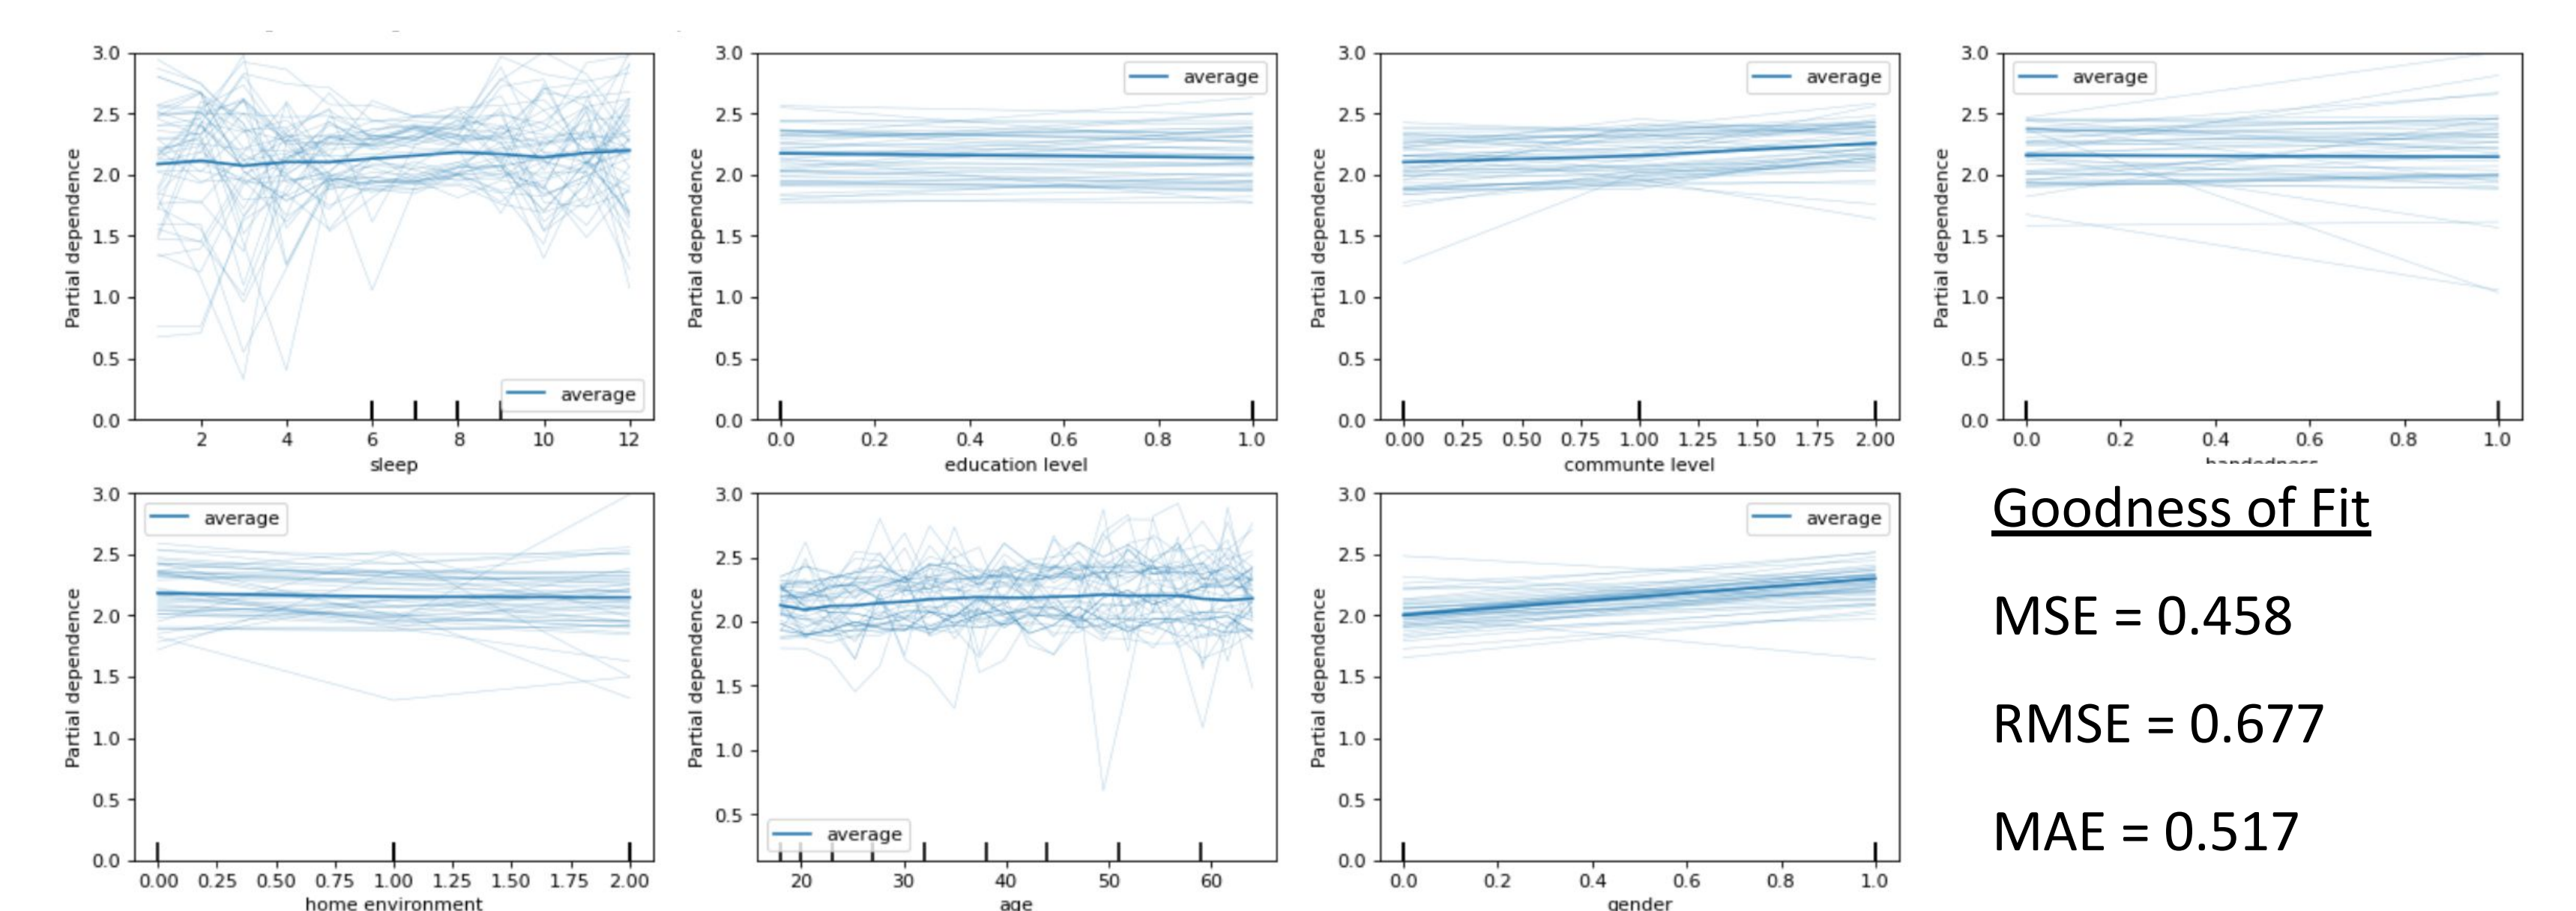 3.0
2.5
2.0
1.5
1.0
0.5
0.0
Partial dependence
average
2 4 6 8 10 12
sleep
3.0
2.5
2.0
1.5
1.0
0.5
0.0
Partial dependence
average
0.0 0.2 0.4 0.6 0.8 1.0
education level
3.0
2.5
2.0
1.5
1.0
0.5
0.0
Partial dependence
average
0.00 0.25 0.50 0.75 1.00 1.25 1.50 1.75 2.00
communte level
3.0
2.5
2.0
1.5
1.0
0.5
0.0
Partial dependence
average
0.0 0.2 0.4 0.6 0.8 1.0
handedness
3.0
2.5
2.0
1.5
1.0
0.5
0.0
Partial dependence
average
0.00 0.25 0.50 0.75 1.00 1.25 1.50 1.75 2.00
home environment
3.0
2.5
2.0
1.5
1.0
0.5
Partial dependence
average
20 30 40 50 60
age
3.0
2.5
2.0
1.5
1.0
0.5
0.0
Partial dependence
average
0.0 0.2 0.4 0.6 0.8 1.0
gender
Goodness of Fit
MSE = 0.458
RMSE = 0.677
MAE = 0.517